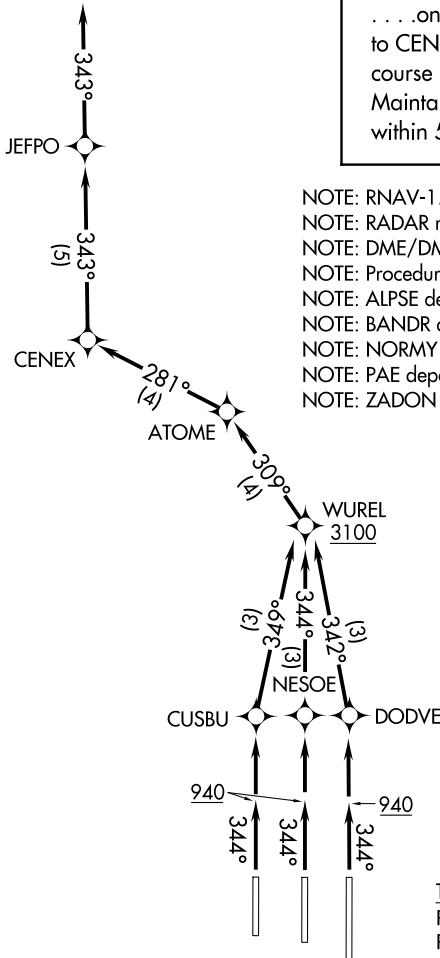 . . . .on
to CEN
course
Mainta
within 5
343°
JEFPO
NOTE: RNAV-1.
NOTE: RADAR r
NOTE: DME/DM
NOTE: Procedur
NOTE: ALPSE de
NOTE: BANDR d
NOTE: NORMY
NOTE: PAE depa
NOTE: ZADON
343°
(5)
CENEX
281°
(4)
ATOME
309°
(4)
WUREL
3100
349°
(3)
344°
(3)
342°
(3)
NESOE
CUSBU
DODVE
940
940
344°
344°
344°